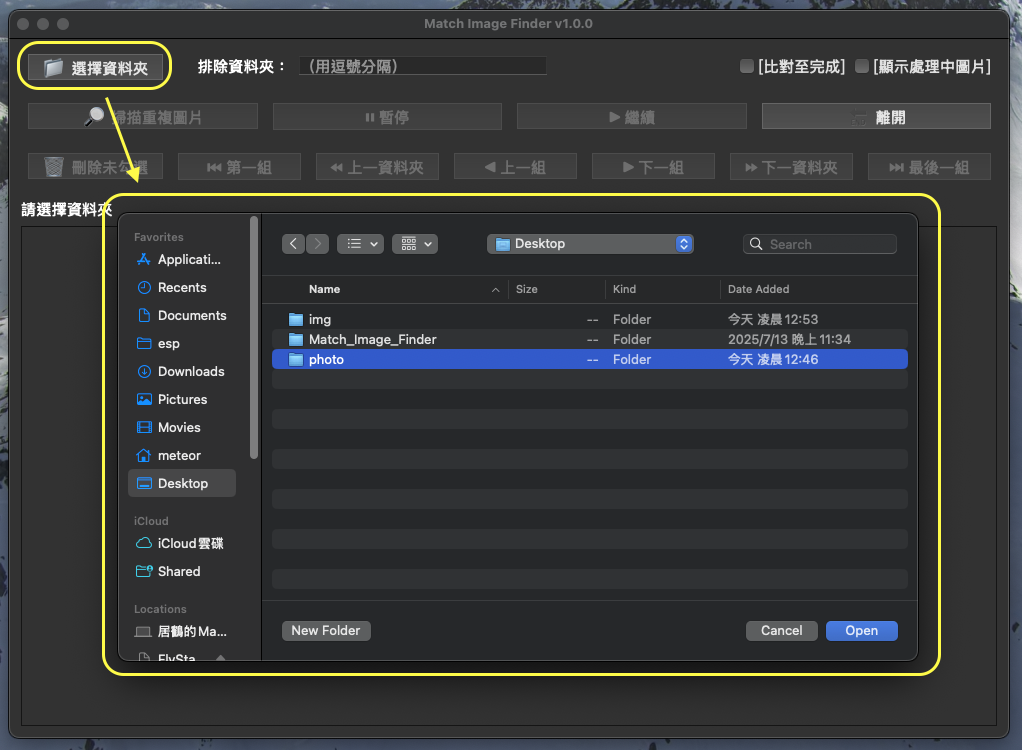 Match Image Finder v1.0.0
選擇資料夾 排除資料夾： (用逗號分隔) [比對至完成] [顯示處理中圖片]
掃描重複圖片 暫停 繼續 離開
刪除未勾選 第一組 上一資料夾 上一組 下一組 下一資料夾 最後一組
請選擇資料夾
Favorites
Applicati...
Recents
Documents
esp
Downloads
Pictures
Movies
meteor
Desktop
iCloud
iCloud雲碟
Shared
Locations
居鶴的Ma...
FlySta...
Desktop Search
Name Size Kind Date Added
img -- Folder 今天 凌晨12:53
Match_Image_Finder -- Folder 2025/7/13 晚上11:34
photo -- Folder 今天 凌晨12:46
New Folder Cancel Open